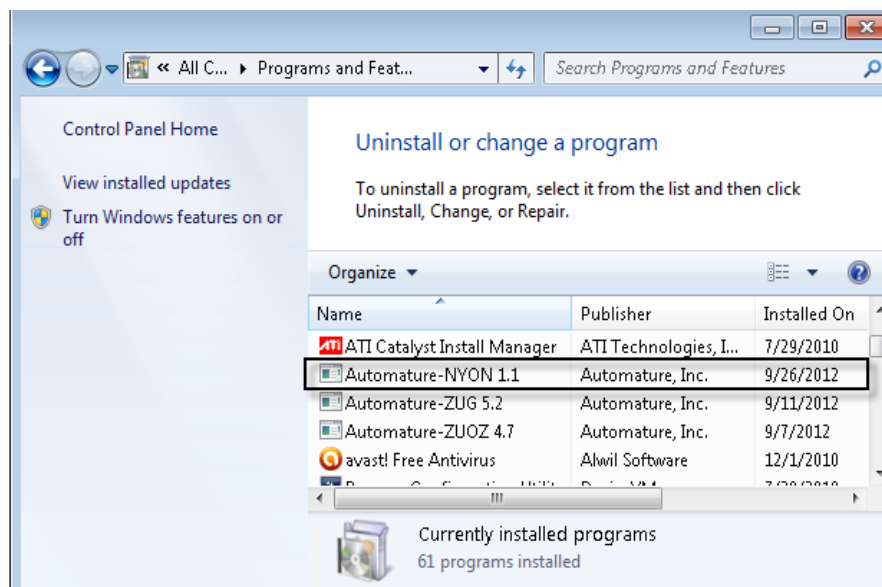 « All C... ▸ Programs and Feat...
Search Programs and Features
Control Panel Home
View installed updates
Turn Windows features on or
off
Uninstall or change a program
To uninstall a program, select it from the list and then click
Uninstall, Change, or Repair.
Organize
Name Publisher Installed On
ATI ATI Catalyst Install Manager ATI Technologies, I... 7/29/2010
Automature-NYON 1.1 Automature, Inc. 9/26/2012
Automature-ZUG 5.2 Automature, Inc. 9/11/2012
Automature-ZUOZ 4.7 Automature, Inc. 9/7/2012
avast! Free Antivirus Alwil Software 12/1/2010
Currently installed programs
61 programs installed